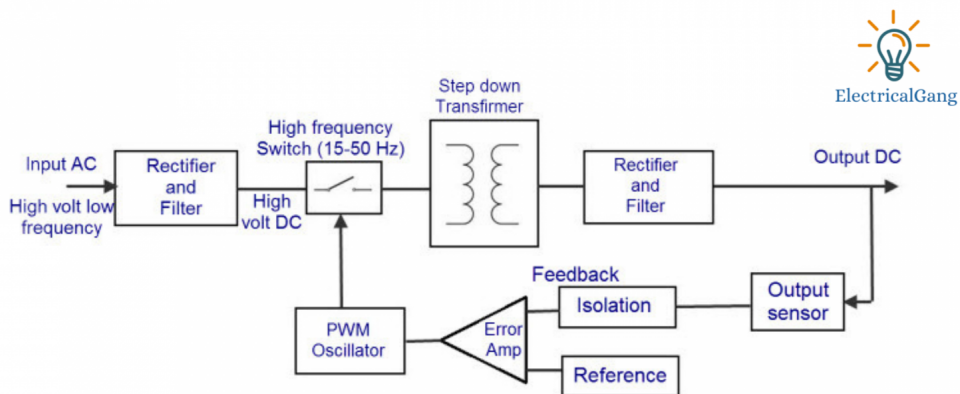 ElectricalGang
Step down
Transfirmer
High frequency
Switch (15-50 Hz)
Input AC
High volt low
frequency
Rectifier
and
Filter
High
volt DC
Rectifier
and
Filter
Output DC
Feedback
Isolation
Output
sensor
PWM
Oscillator
Error
Amp
Reference